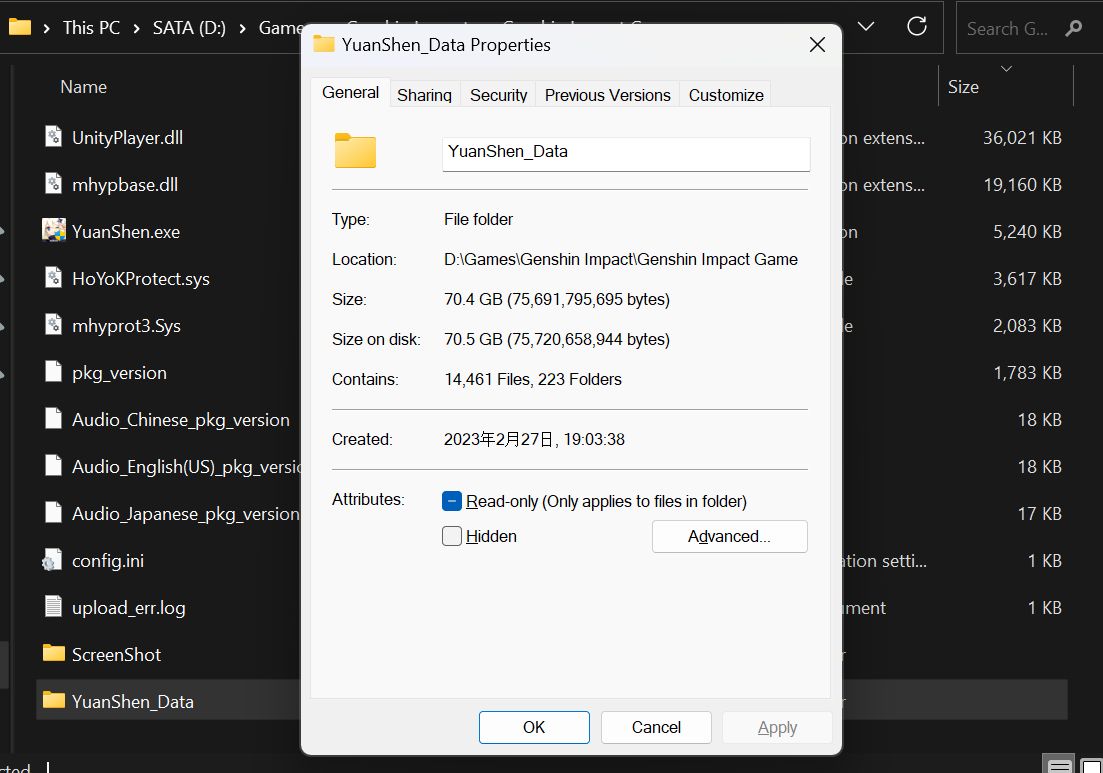 This PC › SATA (D:) › Game
Search G...
YuanShen_Data Properties
General Sharing Security Previous Versions Customize
YuanShen_Data
Type: File folder
Location: D:\Games\Genshin Impact\Genshin Impact Game
Size: 70.4 GB (75,691,795,695 bytes)
Size on disk: 70.5 GB (75,720,658,944 bytes)
Contains: 14,461 Files, 223 Folders
Created: 2023年2月27日, 19:03:38
Attributes: Read-only (Only applies to files in folder)
Hidden
Advanced...
OK Cancel Apply
Name Size
UnityPlayer.dll on extens... 36,021 KB
mhypbase.dll on extens... 19,160 KB
YuanShen.exe on 5,240 KB
HoYoKProtect.sys le 3,617 KB
mhyprot3.Sys le 2,083 KB
pkg_version 1,783 KB
Audio_Chinese_pkg_version 18 KB
Audio_English(US)_pkg_versio 18 KB
Audio_Japanese_pkg_version 17 KB
config.ini ation setti... 1 KB
upload_err.log ument 1 KB
ScreenShot
YuanShen_Data